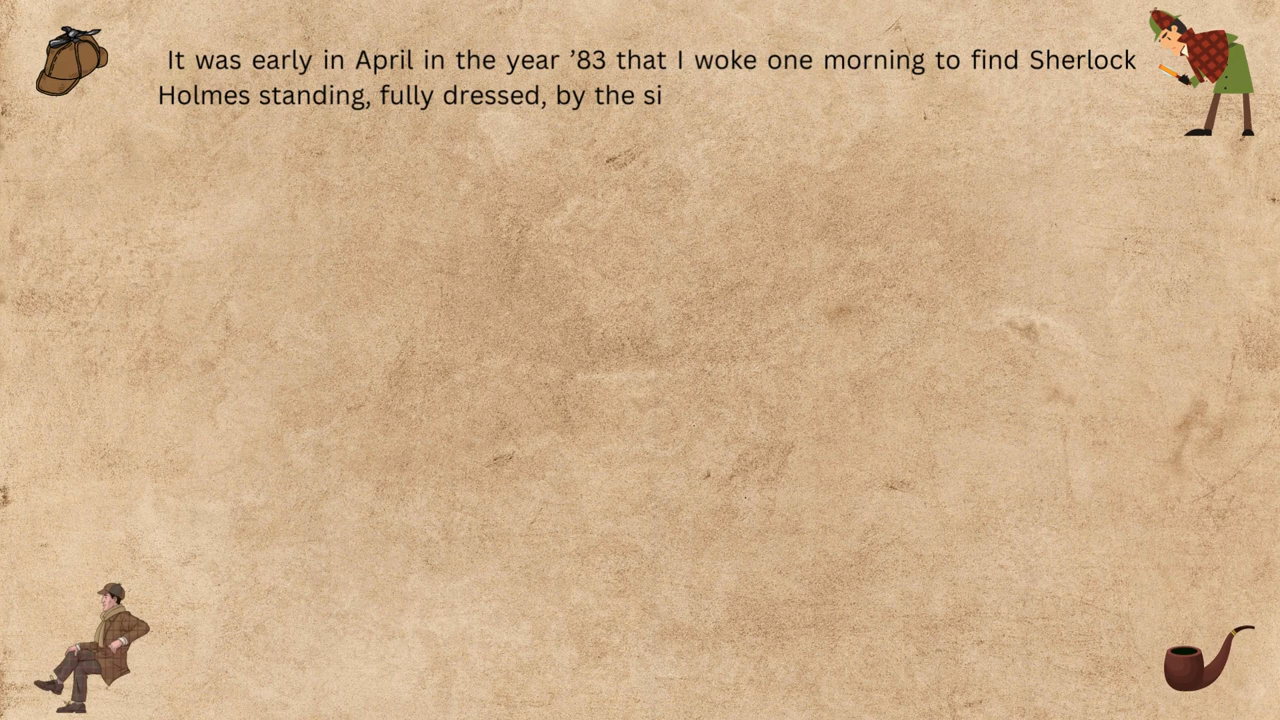 It was early in April in the year ’83 that I woke one morning to find Sherlock
Holmes standing, fully dressed, by the si